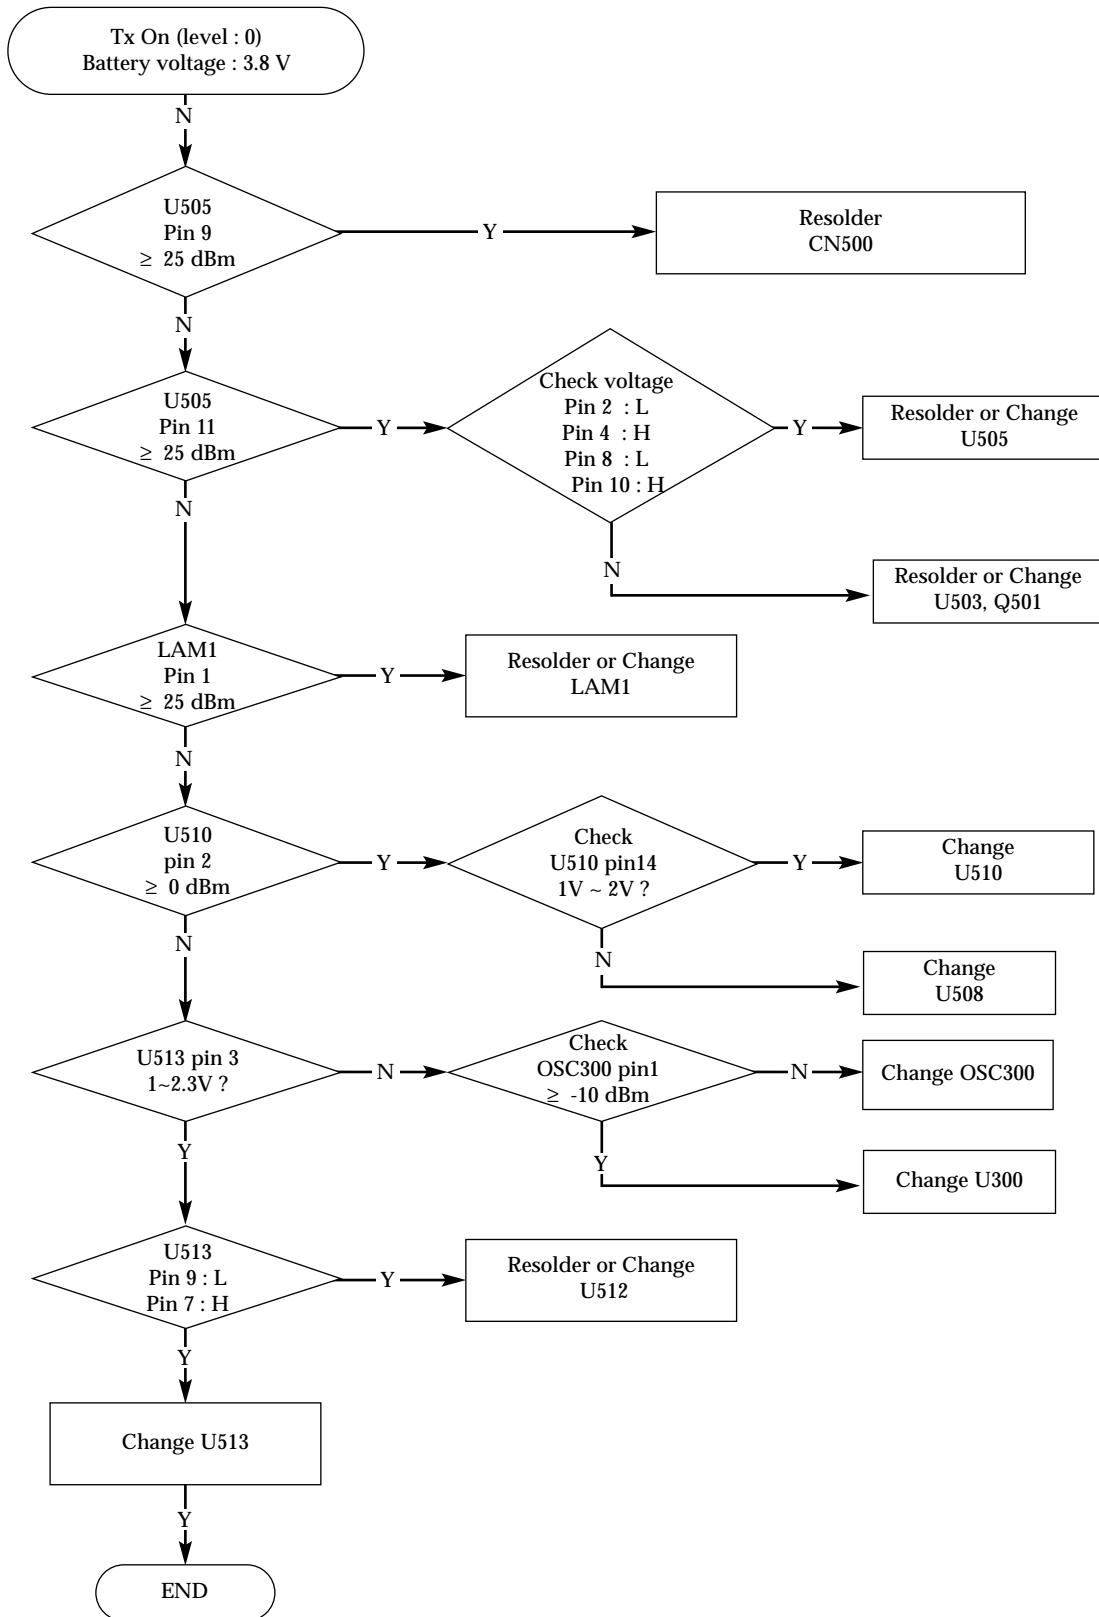 Tx On (level : 0)
Battery voltage : 3.8 V
N
U505
Pin 9
≥ 25 dBm
Y
Resolder
CN500
N
U505
Pin 11
≥ 25 dBm
Y
Check voltage
Pin 2 : L
Pin 4 : H
Pin 8 : L
Pin 10 : H
Y
Resolder or Change
U505
N
N
Resolder or Change
U503, Q501
LAM1
Pin 1
≥ 25 dBm
Y
Resolder or Change
LAM1
N
U510
pin 2
≥ 0 dBm
Y
Check
U510 pin14
1V ~ 2V ?
Y
Change
U510
N
N
Change
U508
U513 pin 3
1~2.3V ?
N
Check
OSC300 pin1
≥ -10 dBm
N
Change OSC300
Y
Y
Change U300
U513
Pin 9 : L
Pin 7 : H
Y
Resolder or Change
U512
Y
Change U513
Y
END